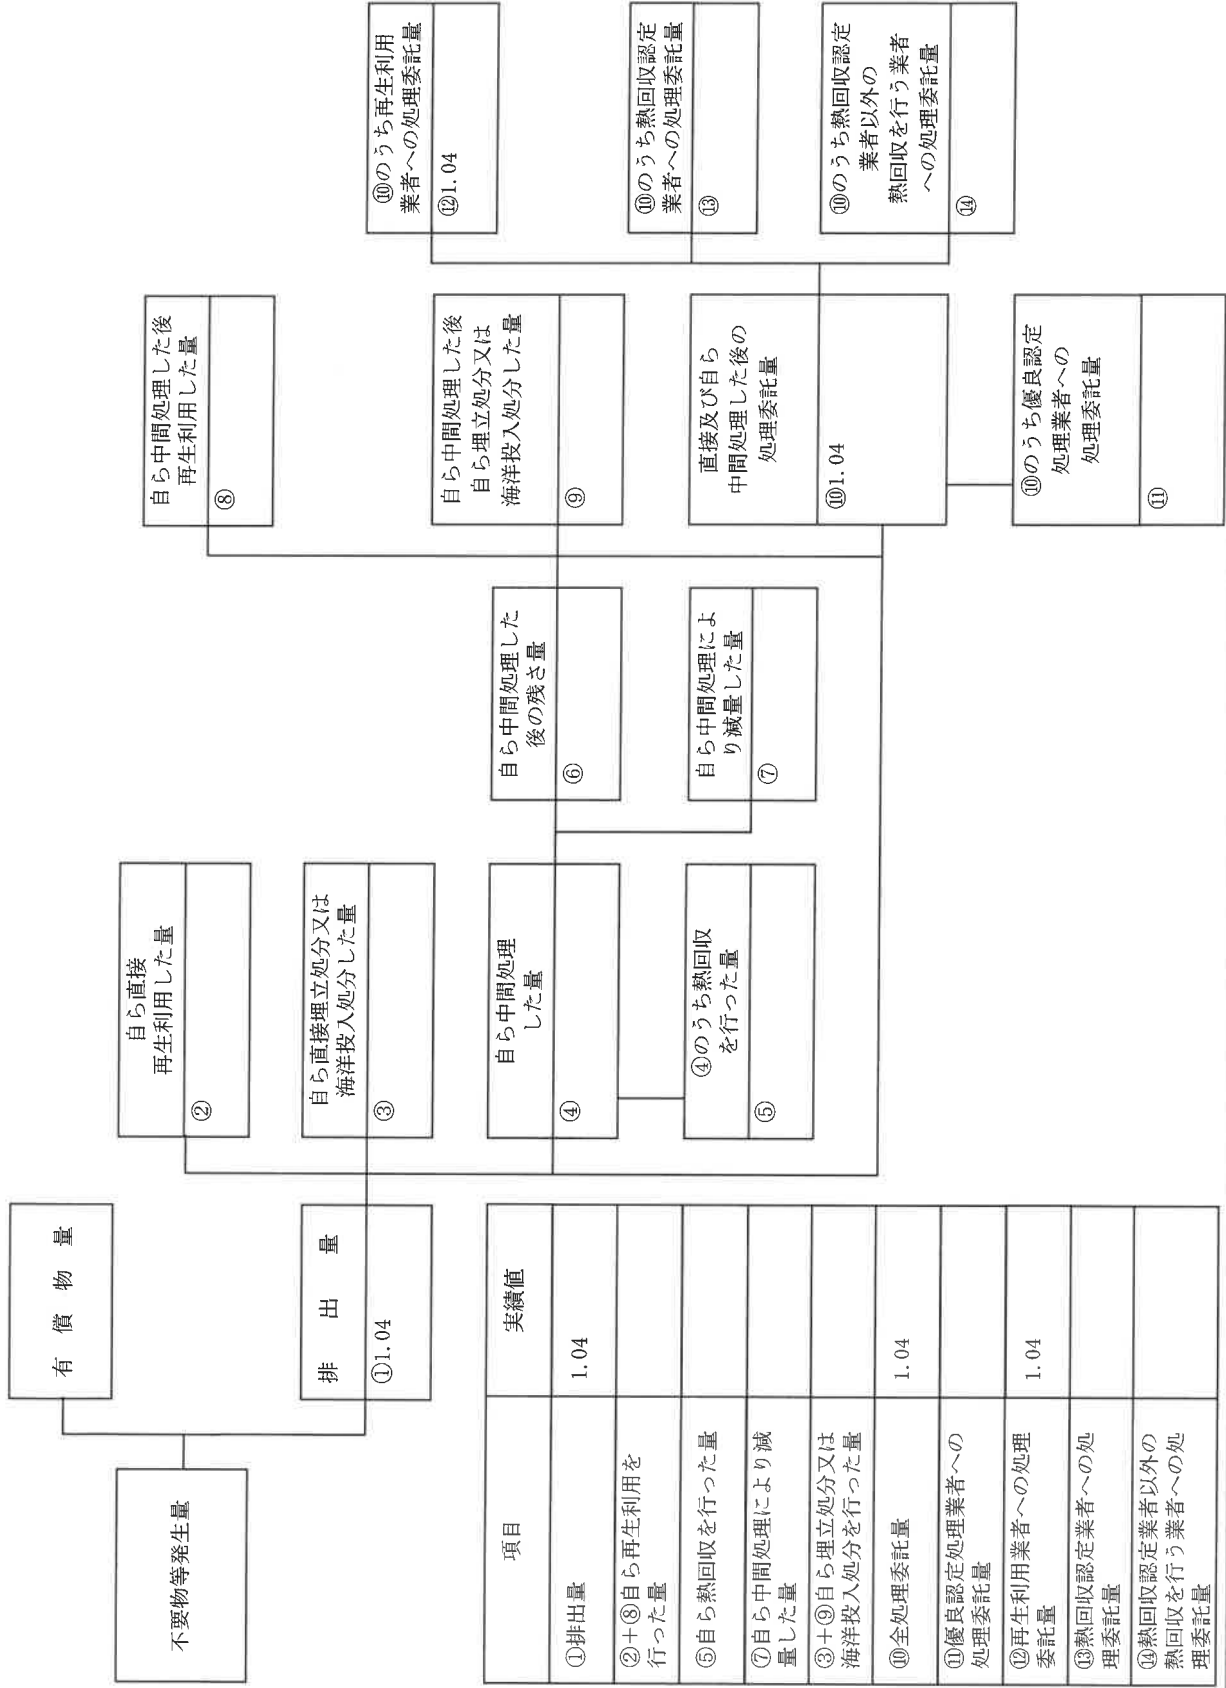 不要物等発生量
有償物量
排出量
①1.04
自ら直接
再生利用した量
②
自ら直接埋立処分又は
海洋投入処分した量
③
自ら中間処理
した量
④
④のうち熱回収
を行った量
⑤
自ら中間処理した
後の残さ量
⑥
自ら中間処理によ
り減量した量
⑦
自ら中間処理した後
再生利用した量
⑧
自ら中間処理した後
自ら埋立処分又は
海洋投入処分した量
⑨
直接及び自ら
中間処理した後の
処理委託量
⑩1.04
⑩のうち優良認定
処理業者への
処理委託量
⑪
⑩のうち再生利用
業者への処理委託量
⑫1.04
⑩のうち熱回収認定
業者への処理委託量
⑬
⑩のうち熱回収認定
業者以外の
熱回収を行う業者
への処理委託量
⑭
項目 実績値
①排出量 1.04
②+⑧自ら再生利用を
行った量
⑤自ら熱回収を行った量
⑦自ら中間処理により減
量した量
③+⑨自ら埋立処分又は
海洋投入処分を行った量
⑩全処理委託量 1.04
⑪優良認定処理業者への
処理委託量
⑫再生利用業者への処理
委託量 1.04
⑬熱回収認定業者への処
理委託量
⑭熱回収認定業者以外の
熱回収を行う業者への処
理委託量